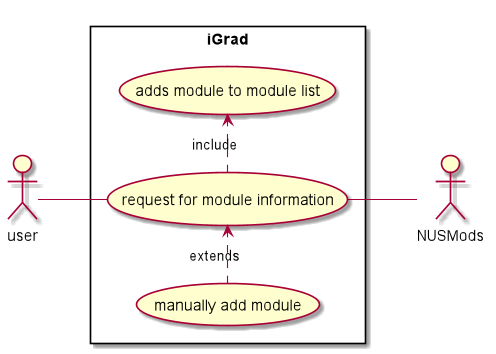 iGrad
adds module to module list
include
request for module information
user
NUSMods
extends
manually add module